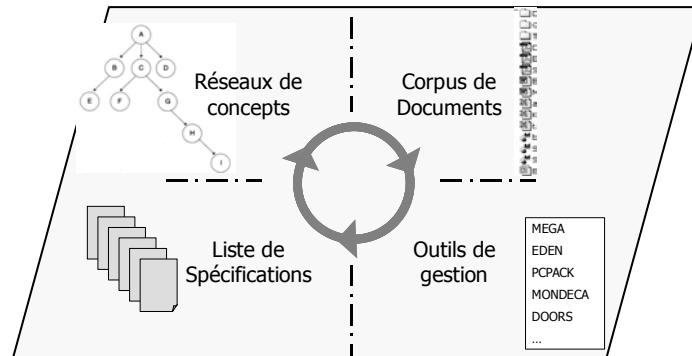 A
B
C
D
E
F
G
H
I
Réseaux de
concepts
Corpus de
Documents
Liste de
Spécifications
Outils de
gestion
MEGA
EDEN
PCPACK
MONDECA
DOORS
...